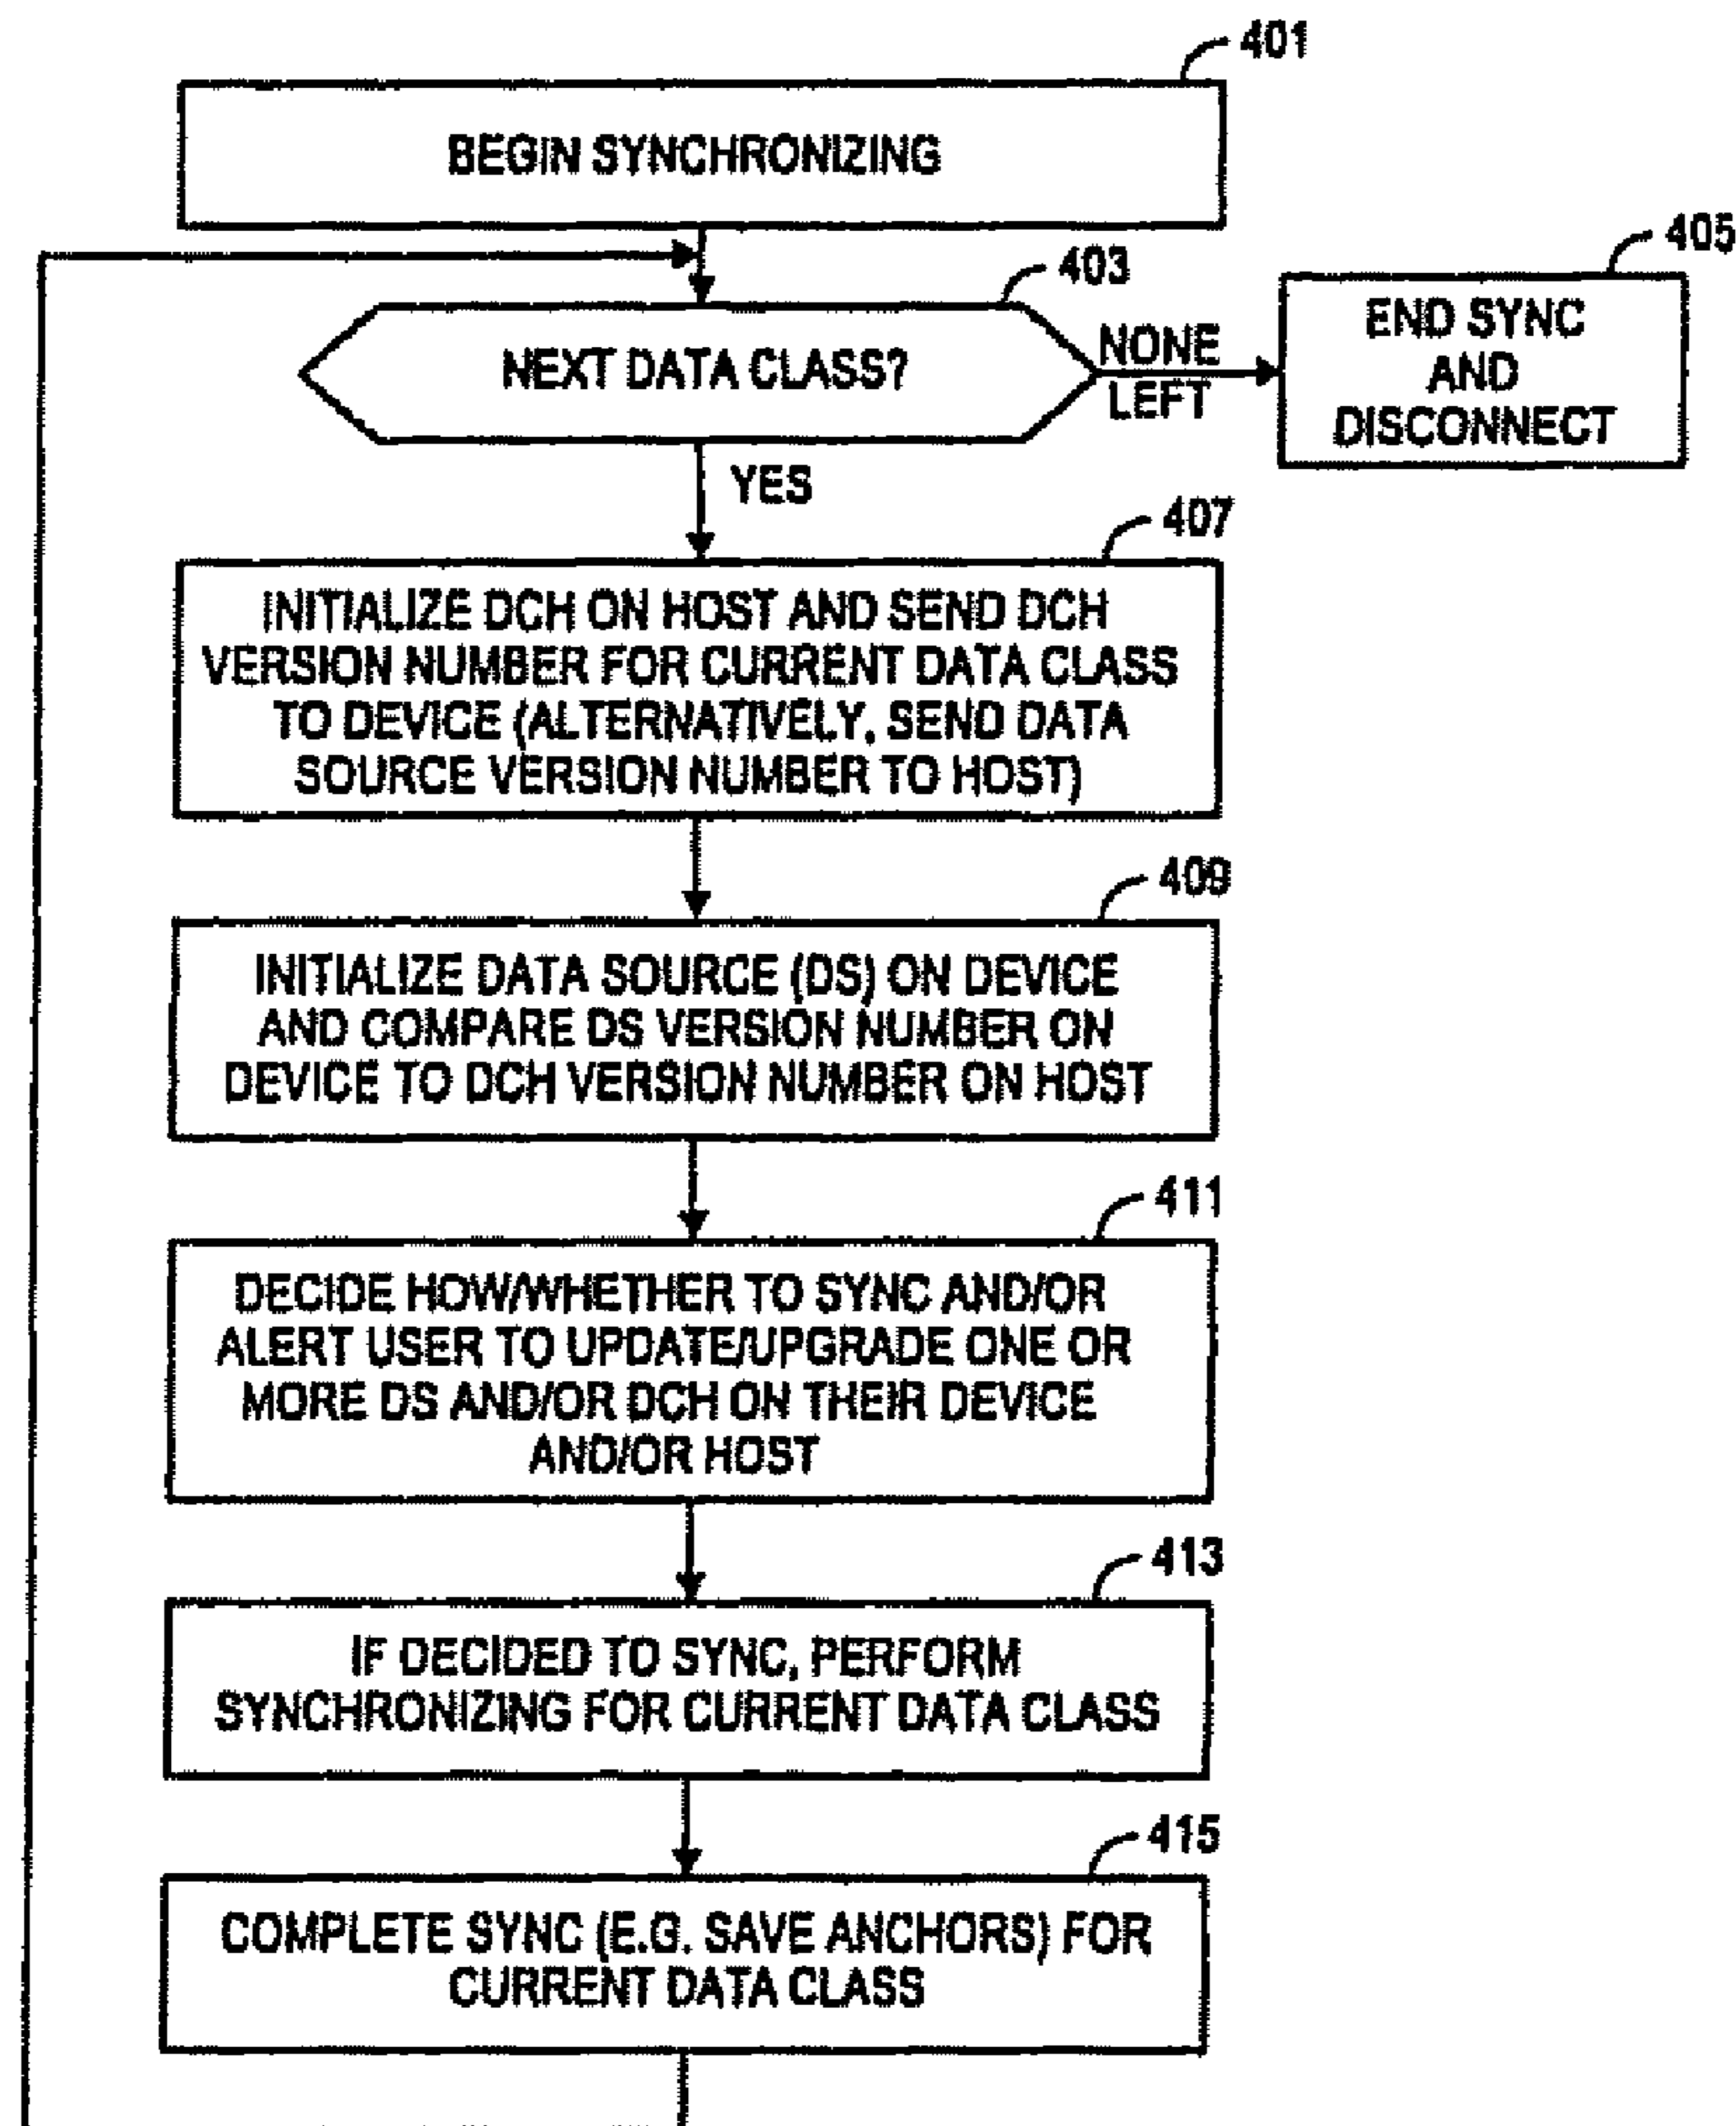 401
BEGIN SYNCHRONIZING
403
405
NEXT DATA CLASS?
NONE
LEFT
END SYNC
AND
DISCONNECT
YES
407
INITIALIZE DCH ON HOST AND SEND DCH
VERSION NUMBER FOR CURRENT DATA CLASS
TO DEVICE (ALTERNATIVELY, SEND DATA
SOURCE VERSION NUMBER TO HOST)
409
INITIALIZE DATA SOURCE (DS) ON DEVICE
AND COMPARE DS VERSION NUMBER ON
DEVICE TO DCH VERSION NUMBER ON HOST
411
DECIDE HOW/WHETHER TO SYNC AND/OR
ALERT USER TO UPDATE/UPGRADE ONE OR
MORE DS AND/OR DCH ON THEIR DEVICE
AND/OR HOST
413
IF DECIDED TO SYNC, PERFORM
SYNCHRONIZING FOR CURRENT DATA CLASS
415
COMPLETE SYNC (E.G. SAVE ANCHORS) FOR
CURRENT DATA CLASS